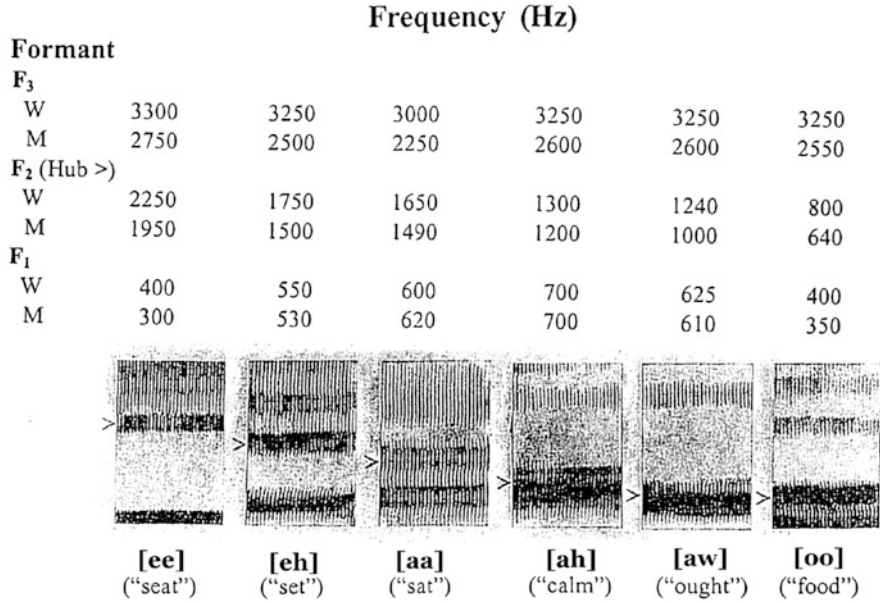 Frequency (Hz)
Formant
F₃
W 3300 3250 3000 3250 3250 3250
M 2750 2500 2250 2600 2600 2550
F₂ (Hub >)
W 2250 1750 1650 1300 1240 800
M 1950 1500 1490 1200 1000 640
F₁
W 400 550 600 700 625 400
M 300 530 620 700 610 350
> > > > > >
[ee] [eh] [aa] [ah] [aw] [oo]
(“seat”) (“set”) (“sat”) (“calm”) (“ought”) (“food”)